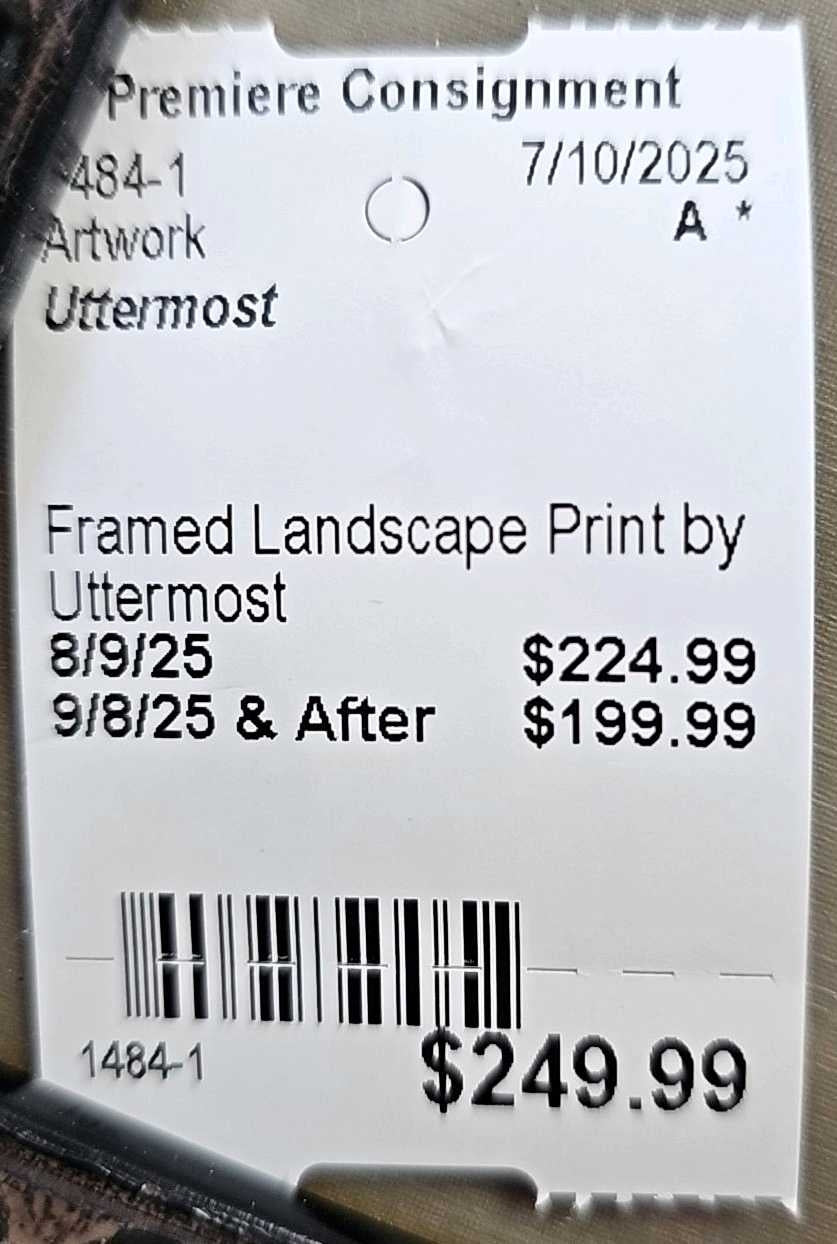 Premiere Consignment
484-1 7/10/2025
Artwork A *
Uttermost
Framed Landscape Print by
Uttermost
8/9/25 $224.99
9/8/25 & After $199.99
1484-1 $249.99